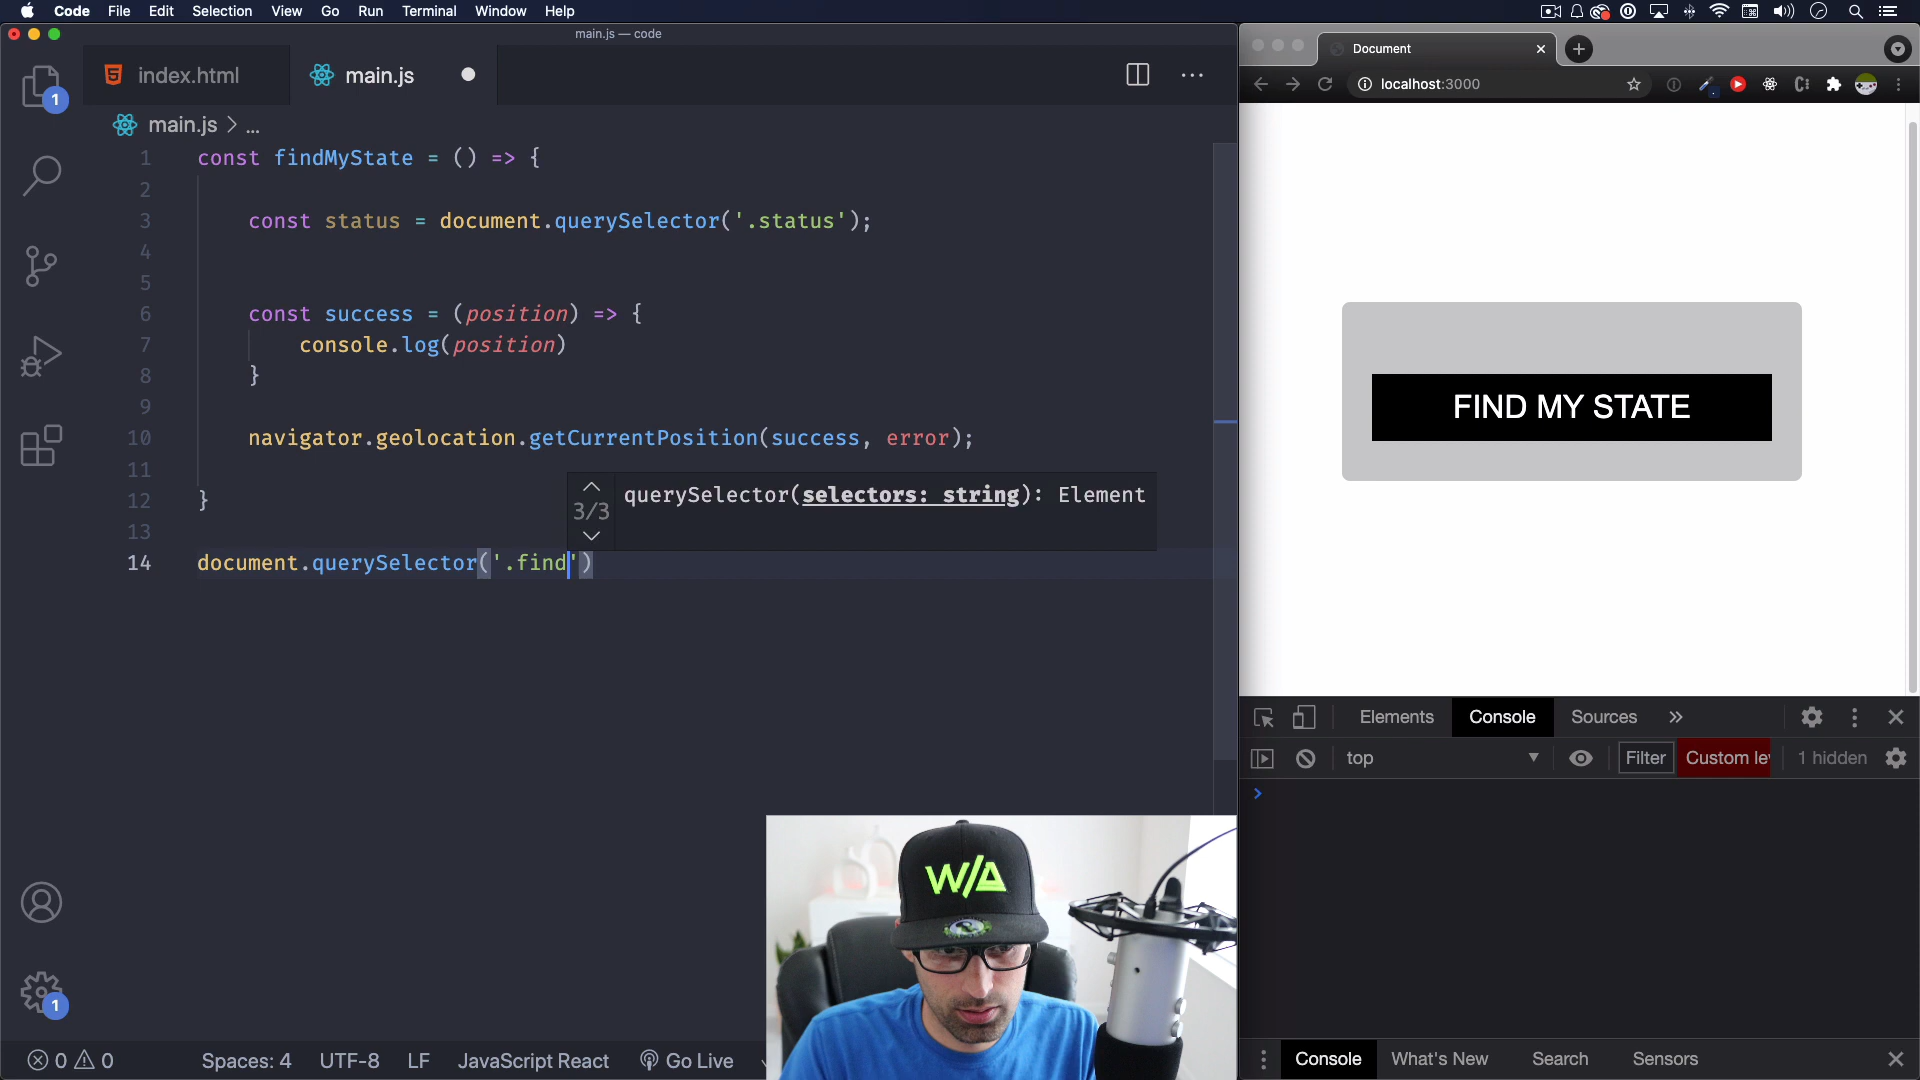 Code File Edit Selection View Go Run Terminal Window Help
main.js — code
index.html
main.js
main.js > ...
1 const findMyState = () => {
2
3 const status = document.querySelector('.status');
4
5
6 const success = (position) => {
7 console.log(position)
8 }
9
10 navigator.geolocation.getCurrentPosition(success, error);
11
12 }
13
14 document.querySelector('.find')
3/3
querySelector(selectors: string): Element
1
1
0 0 Spaces: 4 UTF-8 LF JavaScript React Go Live
Document
localhost:3000
FIND MY STATE
Elements Console Sources »
top Filter Custom le 1 hidden
>
Console What's New Search Sensors
W/A